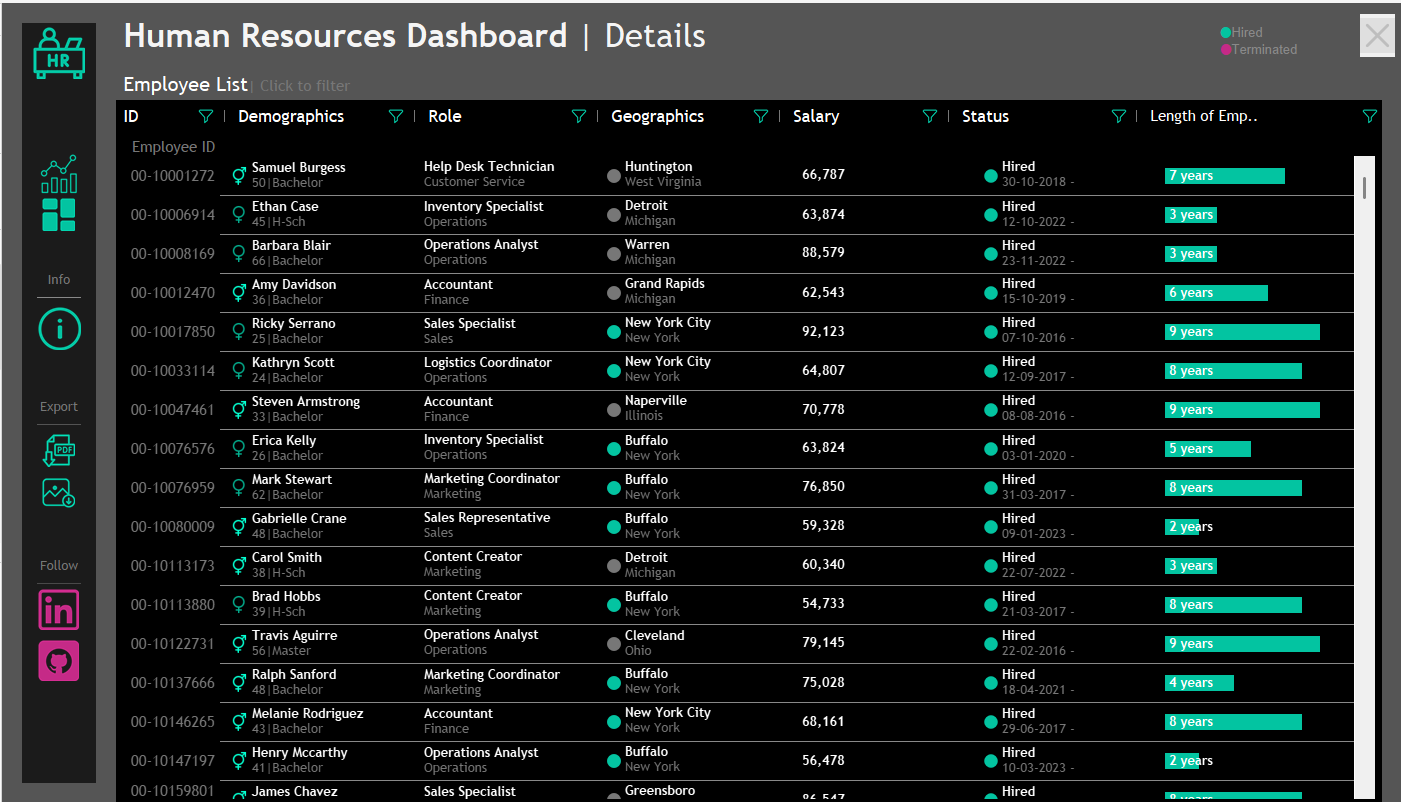 Human Resources Dashboard | Details
Hired
Terminated
HR
Employee List| Click to filter
ID | Demographics | Role | Geographics | Salary | Status | Length of Emp..
Employee ID
00-10001272 Samuel Burgess Help Desk Technician Huntington 66,787 Hired 7 years
50|Bachelor Customer Service West Virginia 30-10-2018 -
00-10006914 Ethan Case Inventory Specialist Detroit 63,874 Hired 3 years
45|H-Sch Operations Michigan 12-10-2022 -
00-10008169 Barbara Blair Operations Analyst Warren 88,579 Hired 3 years
66|Bachelor Operations Michigan 23-11-2022 -
00-10012470 Amy Davidson Accountant Grand Rapids 62,543 Hired 6 years
36|Bachelor Finance Michigan 15-10-2019 -
00-10017850 Ricky Serrano Sales Specialist New York City 92,123 Hired 9 years
25|Bachelor Sales New York 07-10-2016 -
00-10033114 Kathryn Scott Logistics Coordinator New York City 64,807 Hired 8 years
24|Bachelor Operations New York 12-09-2017 -
00-10047461 Steven Armstrong Accountant Naperville 70,778 Hired 9 years
33|Bachelor Finance Illinois 08-08-2016 -
00-10076576 Erica Kelly Inventory Specialist Buffalo 63,824 Hired 5 years
26|Bachelor Operations New York 03-01-2020 -
00-10076959 Mark Stewart Marketing Coordinator Buffalo 76,850 Hired 8 years
62|Bachelor Marketing New York 31-03-2017 -
00-10080009 Gabrielle Crane Sales Representative Buffalo 59,328 Hired 2 years
48|Bachelor Sales New York 09-01-2023 -
00-10113173 Carol Smith Content Creator Detroit 60,340 Hired 3 years
38|H-Sch Marketing Michigan 22-07-2022 -
00-10113880 Brad Hobbs Content Creator Buffalo 54,733 Hired 8 years
39|H-Sch Marketing New York 21-03-2017 -
00-10122731 Travis Aguirre Operations Analyst Cleveland 79,145 Hired 9 years
56|Master Operations Ohio 22-02-2016 -
00-10137666 Ralph Sanford Marketing Coordinator Buffalo 75,028 Hired 4 years
48|Bachelor Marketing New York 18-04-2021 -
00-10146265 Melanie Rodriguez Accountant New York City 68,161 Hired 8 years
43|Bachelor Finance New York 29-06-2017 -
00-10147197 Henry Mccarthy Operations Analyst Buffalo 56,478 Hired 2 years
41|Bachelor Operations New York 10-03-2023 -
00-10159801 James Chavez Sales Specialist Greensboro 86,547 Hired 8 years
Info
i
Export
PDF
Follow
in